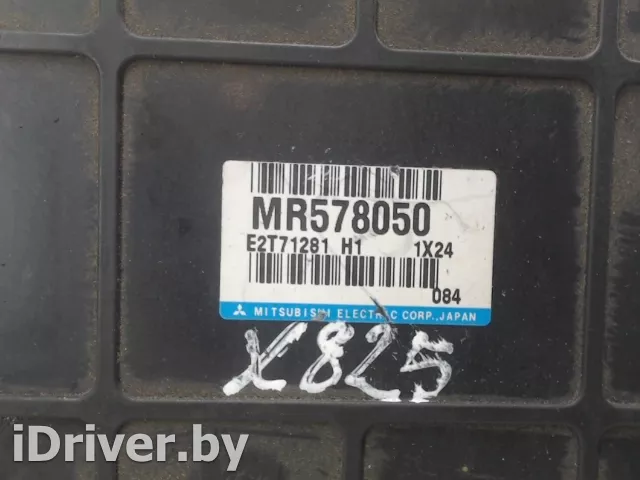 MR578050
E2T71281 H1 1X24
084
MITSUBISHI ELECTRIC CORP., JAPAN
X825
iDriver.by